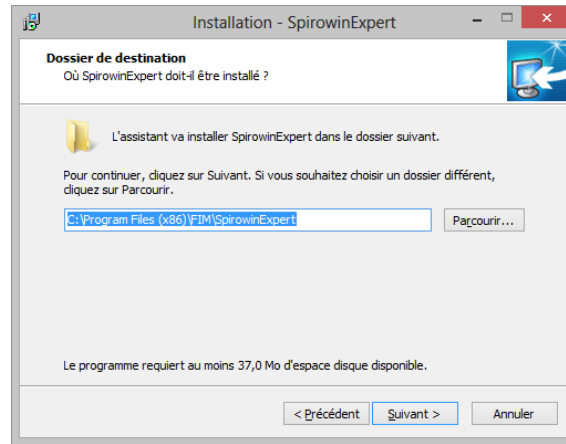 Installation - SpirowinExpert
Dossier de destination
Où SpirowinExpert doit-il être installé ?
L'assistant va installer SpirowinExpert dans le dossier suivant.
Pour continuer, cliquez sur Suivant. Si vous souhaitez choisir un dossier différent,
cliquez sur Parcourir.
C:\Program Files (x86)\FIM\SpirowinExpert
Parcourir...
Le programme requiert au moins 37,0 Mo d'espace disque disponible.
< Précédent
Suivant >
Annuler